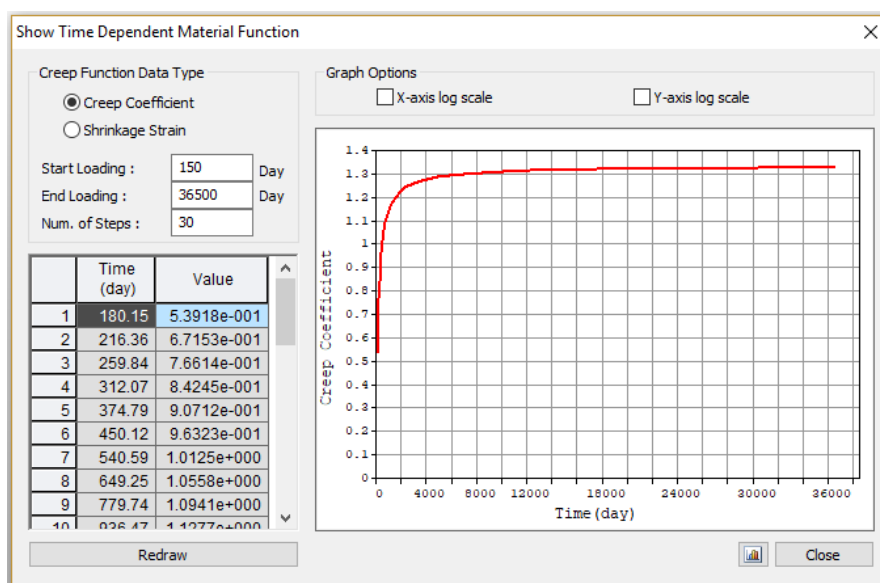 Show Time Dependent Material Function
Creep Function Data Type
Creep Coefficient
Shrinkage Strain
Start Loading : 150 Day
End Loading : 36500 Day
Num. of Steps : 30
Time (day) Value
1 180.15 5.3918e-001
2 216.36 6.7153e-001
3 259.84 7.6614e-001
4 312.07 8.4245e-001
5 374.79 9.0712e-001
6 450.12 9.6323e-001
7 540.59 1.0125e+000
8 649.25 1.0558e+000
9 779.74 1.0941e+000
10 936.47 1.1277e+000
Redraw
Graph Options
X-axis log scale
Y-axis log scale
1.4
1.3
1.2
1.1
1
0.9
0.8
0.7
0.6
0.5
0.4
0.3
0.2
0.1
0
Creep Coefficient
0 4000 8000 12000 18000 24000 30000 36000
Time(day)
Close